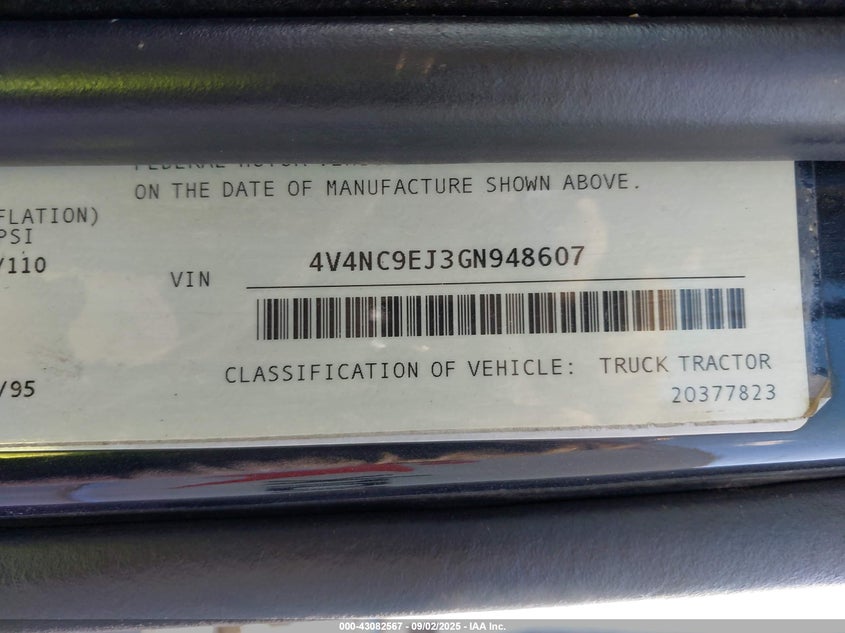 ON THE DATE OF MANUFACTURE SHOWN ABOVE.
FLATION)
PSI
/110
VIN 4V4NC9EJ3GN948607
CLASSIFICATION OF VEHICLE: TRUCK TRACTOR
/95
20377823
000-43082567 - 09/02/2025 - IAA Inc.